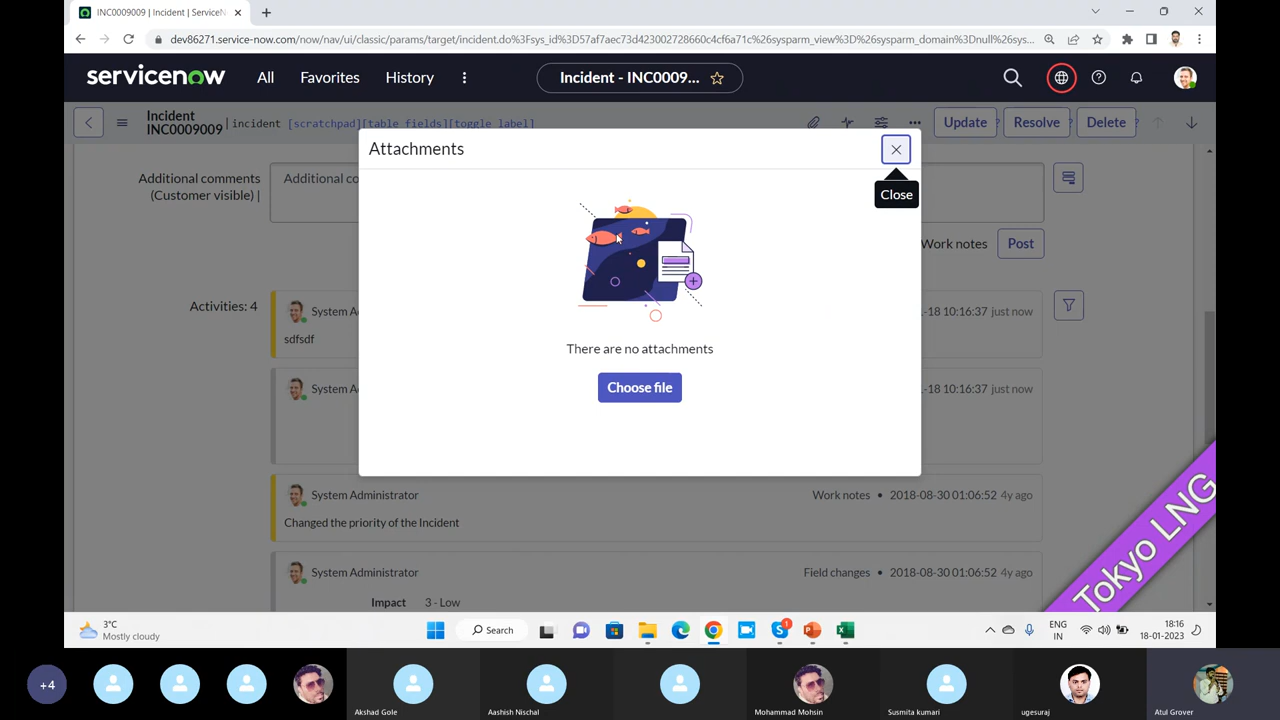 INC0009009 | Incident | ServiceN
dev86271.service-now.com/now/nav/ui/classic/params/target/incident.do%3Fsys_id%3D57af7aec73d423002728660c4cf6a71c%26sysparm_view%3D%26sysparm_domain%3Dnull%26sys...
servicenow All Favorites History Incident - INC0009...
Incident
INC0009009 | incident [scratchpad][table fields][toggle label] Update ? Resolve ? Delete ?
Attachments
Close
Additional comments
(Customer visible) | Additional co
Work notes Post
Activities: 4 System A -18 10:16:37 just now
sdfsdf
System A -18 10:16:37 just now
There are no attachments
Choose file
System Administrator Work notes • 2018-08-30 01:06:52 4y ago
Changed the priority of the Incident
System Administrator Field changes • 2018-08-30 01:06:52 4y ago
Impact 3 - Low
Tokyo LNG
3°C
Mostly cloudy
Search
1
ENG
IN
18:16
18-01-2023
+4
Akshad Gole Aashish Nischal Mohammad Mohsin Susmita kumari ugesuraj Atul Grover